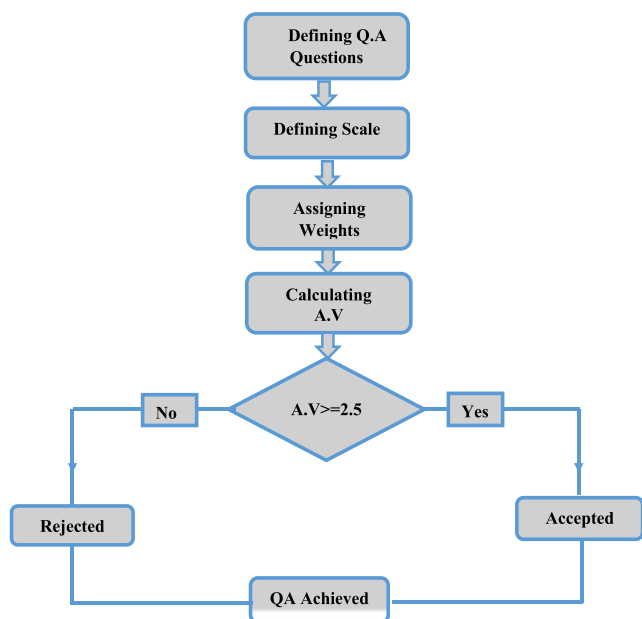 Defining Q.A
Questions
Defining Scale
Assigning
Weights
Calculating
A.V
A.V>=2.5
No
Yes
Rejected
Accepted
QA Achieved